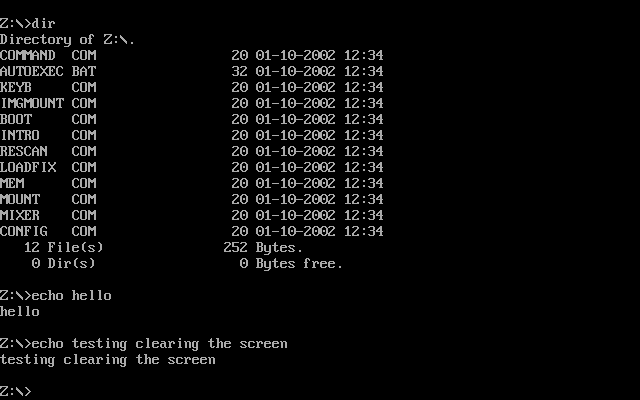 Z:\>dir
Directory of Z:\.
COMMAND  COM                 20 01-10-2002 12:34
AUTOEXEC BAT                 32 01-10-2002 12:34
KEYB     COM                 20 01-10-2002 12:34
IMGMOUNT COM                 20 01-10-2002 12:34
BOOT     COM                 20 01-10-2002 12:34
INTRO    COM                 20 01-10-2002 12:34
RESCAN   COM                 20 01-10-2002 12:34
LOADFIX  COM                 20 01-10-2002 12:34
MEM      COM                 20 01-10-2002 12:34
MOUNT    COM                 20 01-10-2002 12:34
MIXER    COM                 20 01-10-2002 12:34
CONFIG   COM                 20 01-10-2002 12:34
   12 File(s)               252 Bytes.
    0 Dir(s)                  0 Bytes free.
Z:\>echo hello
hello
Z:\>echo testing clearing the screen
testing clearing the screen
Z:\>